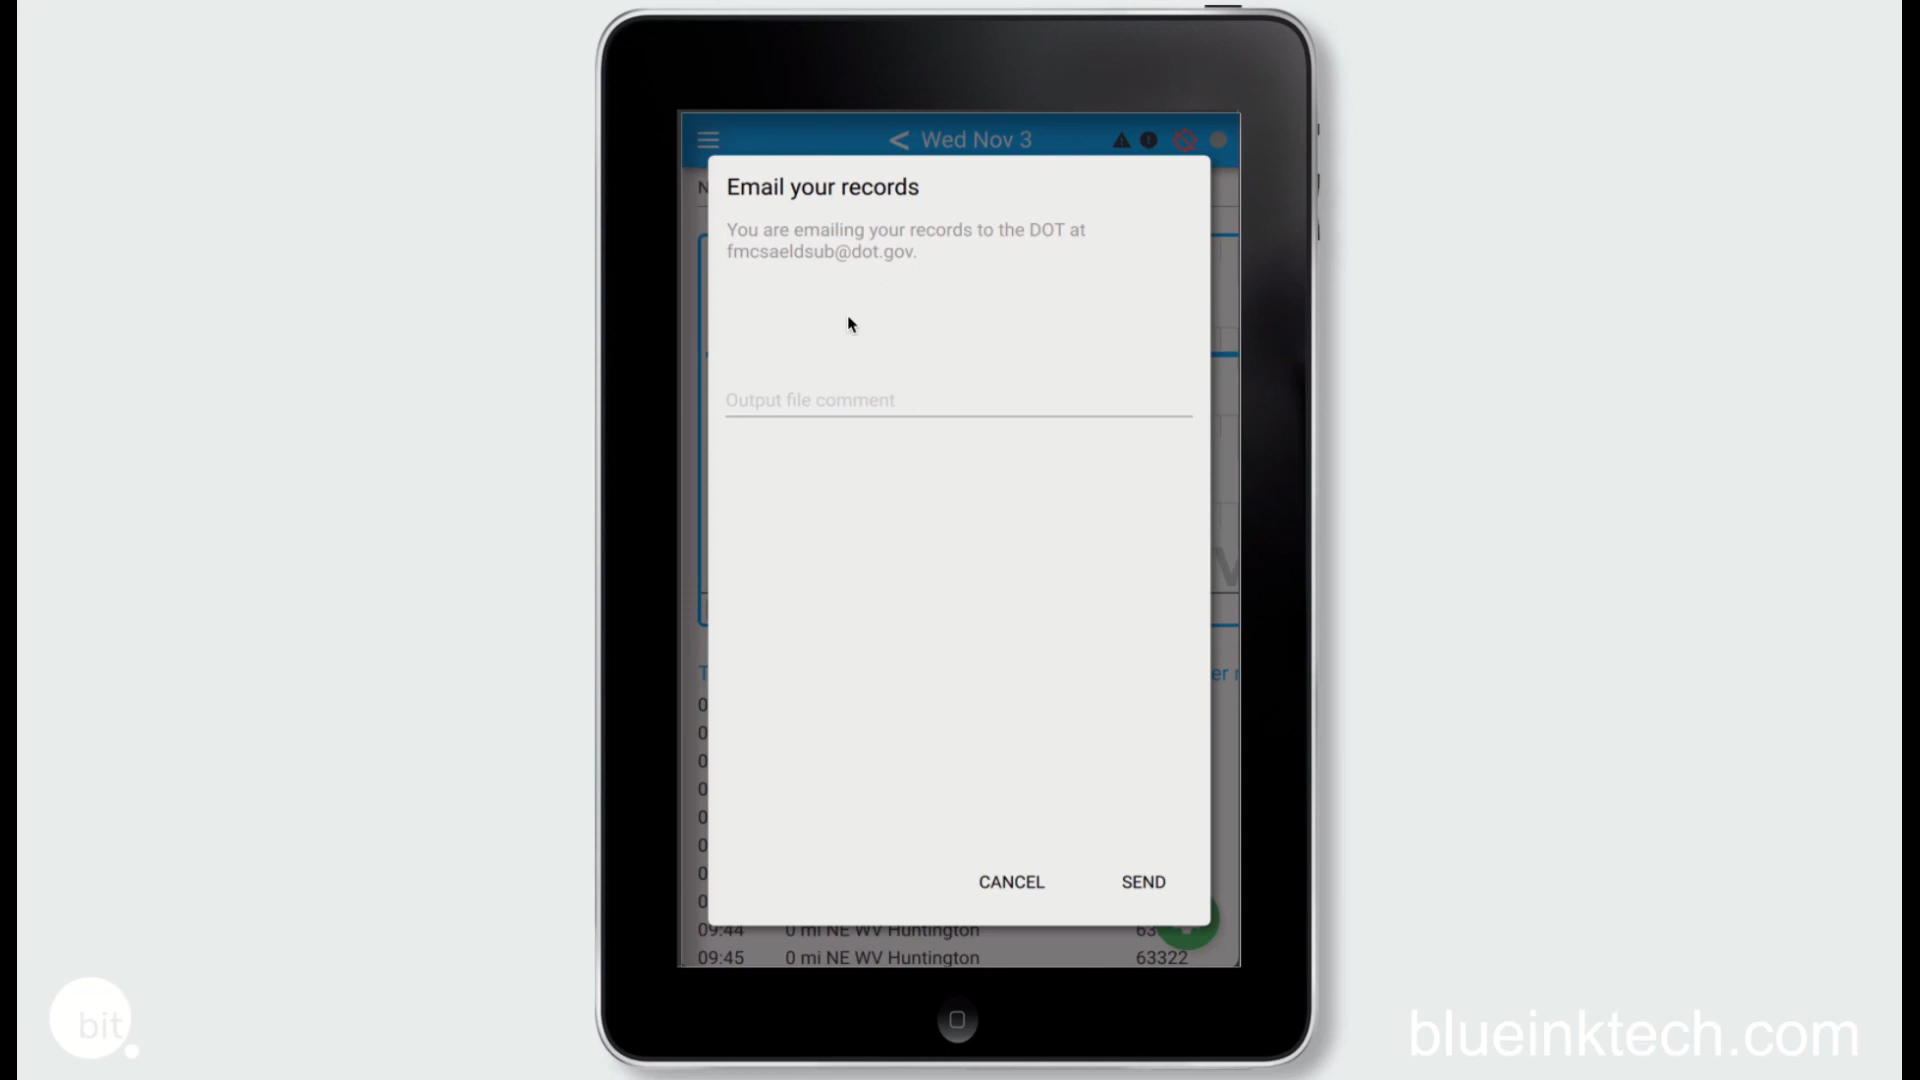 < Wed Nov 3
Email your records
You are emailing your records to the DOT at
fmcsaeldsub@dot.gov.
Output file comment
er
CANCEL SEND
09:44 0 mi NE WV Huntington 63
09:45 0 mi NE WV Huntington 63322
bit
blueinktech.com